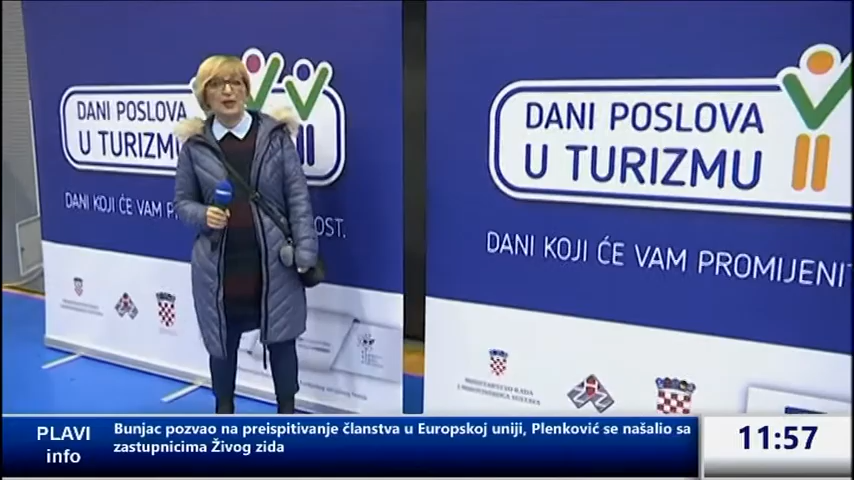 DANI POSLOVA
U TURIZMU
DANI KOJI ĆE VAM
OST.
DANI POSLOVA
U TURIZMU
DANI KOJI ĆE VAM PROMIJENIT
PLAVI
info
Bunjac pozvao na preispitivanje članstva u Europskoj uniji, Plenković se našalio sa
zastupnicima Živog zida
11:57